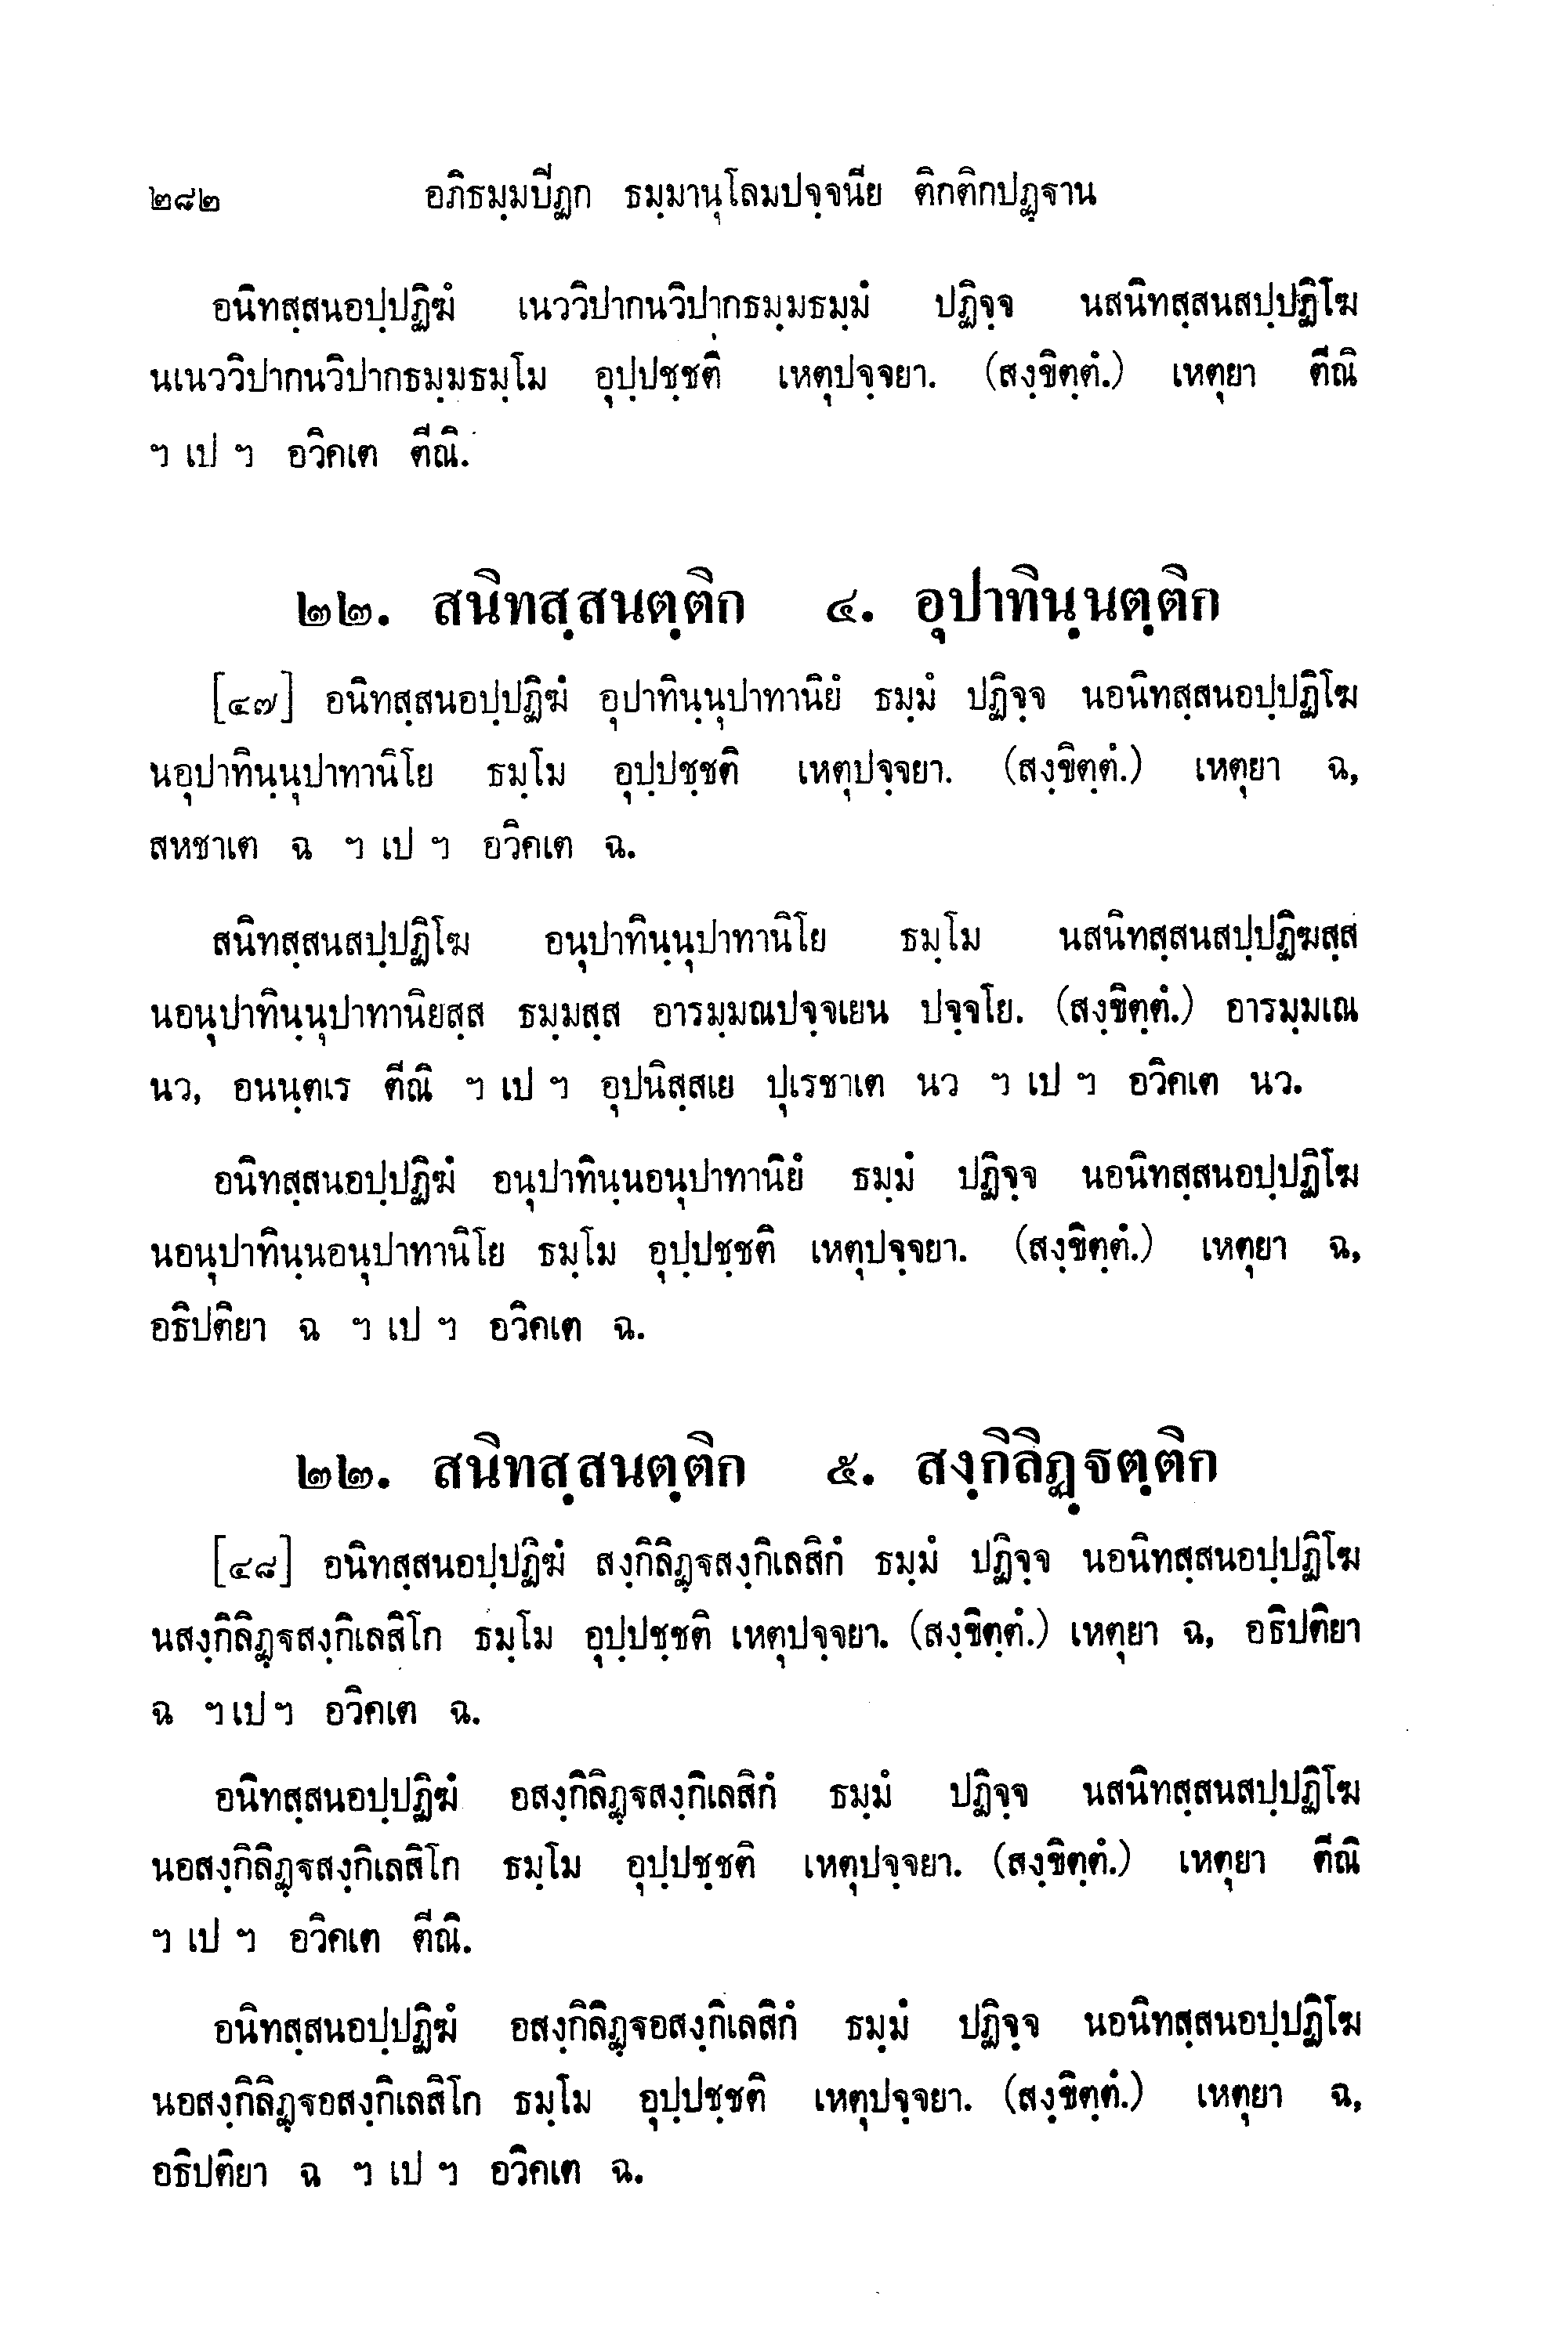 ๒๘๒ อภิธมฺมปีฏก ธมฺมานุโลมปจฺจนีย ติกติกปฏฺฐาน
อนิทสฺสนอปฺปฏิฆํ เนววิปากนวิปากธมฺมธมฺมํ ปฏิจฺจ นสนิทสฺสนสปฺปฏิโฆ
นเนววิปากนวิปากธมฺมธมฺโม อุปฺปชฺชติ เหตุปจฺจยา. (สงฺขิตฺตํ.) เหตุยา ตีณิ
ฯ เป ฯ อวิคเต ตีณิ.
๒๒. สนิทสฺสนตฺติก ๔. อุปาทินฺนตฺติก
[๔๗] อนิทสฺสนอปฺปฏิฆํ อุปาทินฺนุปาทานิยํ ธมฺมํ ปฏิจฺจ นอนิทสฺสนอปฺปฏิโฆ
นอุปาทินฺนุปาทานิโย ธมฺโม อุปฺปชฺชติ เหตุปจฺจยา. (สงฺขิตฺตํ.) เหตุยา ฉ,
สหชาเต ฉ ฯ เป ฯ อวิคเต ฉ.
สนิทสฺสนสปฺปฏิโฆ อนุปาทินฺนุปาทานิโย ธมฺโม นสนิทสฺสนสปฺปฏิฆสฺส
นอนุปาทินฺนุปาทานิยสฺส ธมฺมสฺส อารมฺมณปจฺจเยน ปจฺจโย. (สงฺขิตฺตํ.) อารมฺมเณ
นว, อนนฺตเร ตีณิ ฯ เป ฯ อุปนิสฺสเย ปุเรชาเต นว ฯ เป ฯ อวิคเต นว.
อนิทสฺสนอปฺปฏิฆํ อนุปาทินฺนอนุปาทานิยํ ธมฺมํ ปฏิจฺจ นอนิทสฺสนอปฺปฏิโฆ
นอนุปาทินฺนอนุปาทานิโย ธมฺโม อุปฺปชฺชติ เหตุปจฺจยา. (สงฺขิตฺตํ.) เหตุยา ฉ,
อธิปติยา ฉ ฯ เป ฯ อวิคเต ฉ.
๒๒. สนิทสฺสนตฺติก ๕. สงฺกิลิฏฺฐตฺติก
[๔๘] อนิทสฺสนอปฺปฏิฆํ สงฺกิลิฏฺฐสงฺกิเลสิกํ ธมฺมํ ปฏิจฺจ นอนิทสฺสนอปฺปฏิโฆ
นสงฺกิลิฏฺฐสงฺกิเลสิโก ธมฺโม อุปฺปชฺชติ เหตุปจฺจยา. (สงฺขิตฺตํ.) เหตุยา ฉ, อธิปติยา
ฉ ฯ เป ฯ อวิคเต ฉ.
อนิทสฺสนอปฺปฏิฆํ อสงฺกิลิฏฺฐสงฺกิเลสิกํ ธมฺมํ ปฏิจฺจ นสนิทสฺสนสปฺปฏิโฆ
นอสงฺกิลิฏฺฐสงฺกิเลสิโก ธมฺโม อุปฺปชฺชติ เหตุปจฺจยา. (สงฺขิตฺตํ.) เหตุยา ตีณิ
ฯ เป ฯ อวิคเต ตีณิ.
อนิทสฺสนอปฺปฏิฆํ อสงฺกิลิฏฺฐอสงฺกิเลสิกํ ธมฺมํ ปฏิจฺจ นอนิทสฺสนอปฺปฏิโฆ
นอสงฺกิลิฏฺฐอสงฺกิเลสิโก ธมฺโม อุปฺปชฺชติ เหตุปจฺจยา. (สงฺขิตฺตํ.) เหตุยา ฉ,
อธิปติยา ฉ ฯ เป ฯ อวิคเต ฉ.